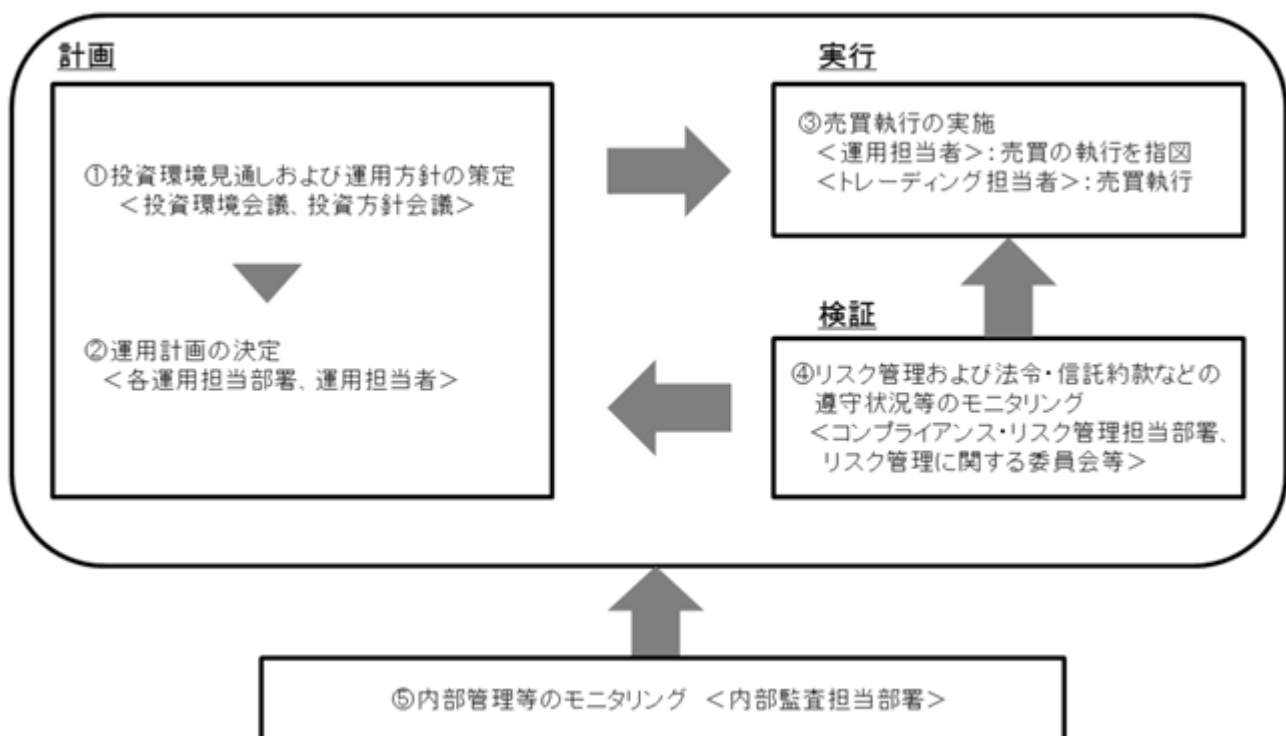 計画
①投資環境見通しおよび運用方針の策定
<投資環境会議、投資方針会議>
②運用計画の決定
<各運用担当部署、運用担当者>
実行
③売買執行の実施
<運用担当者>:売買の執行を指図
<トレーディング担当者>:売買執行
検証
④リスク管理および法令・信託約款などの
遵守状況等のモニタリング
<コンプライアンス・リスク管理担当部署、
リスク管理に関する委員会等>
⑤内部管理等のモニタリング <内部監査担当部署>